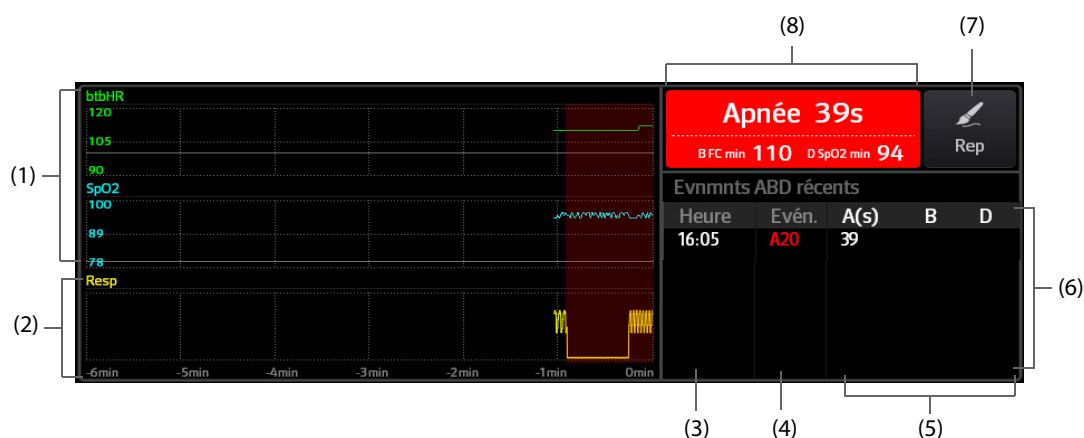 (8)
(7)
btbHR
120
105
90
(1)
SpO2
100
89
78
Resp
(2)
-6min -5min -4min -3min -2min -1min 0min
Apnée 39s
B FC min 110 D SpO2 min 94
Rep
Evnmnts ABD récents
Heure Evén. A(s) B D
16:05 A20 39
(6)
(3) (4) (5)